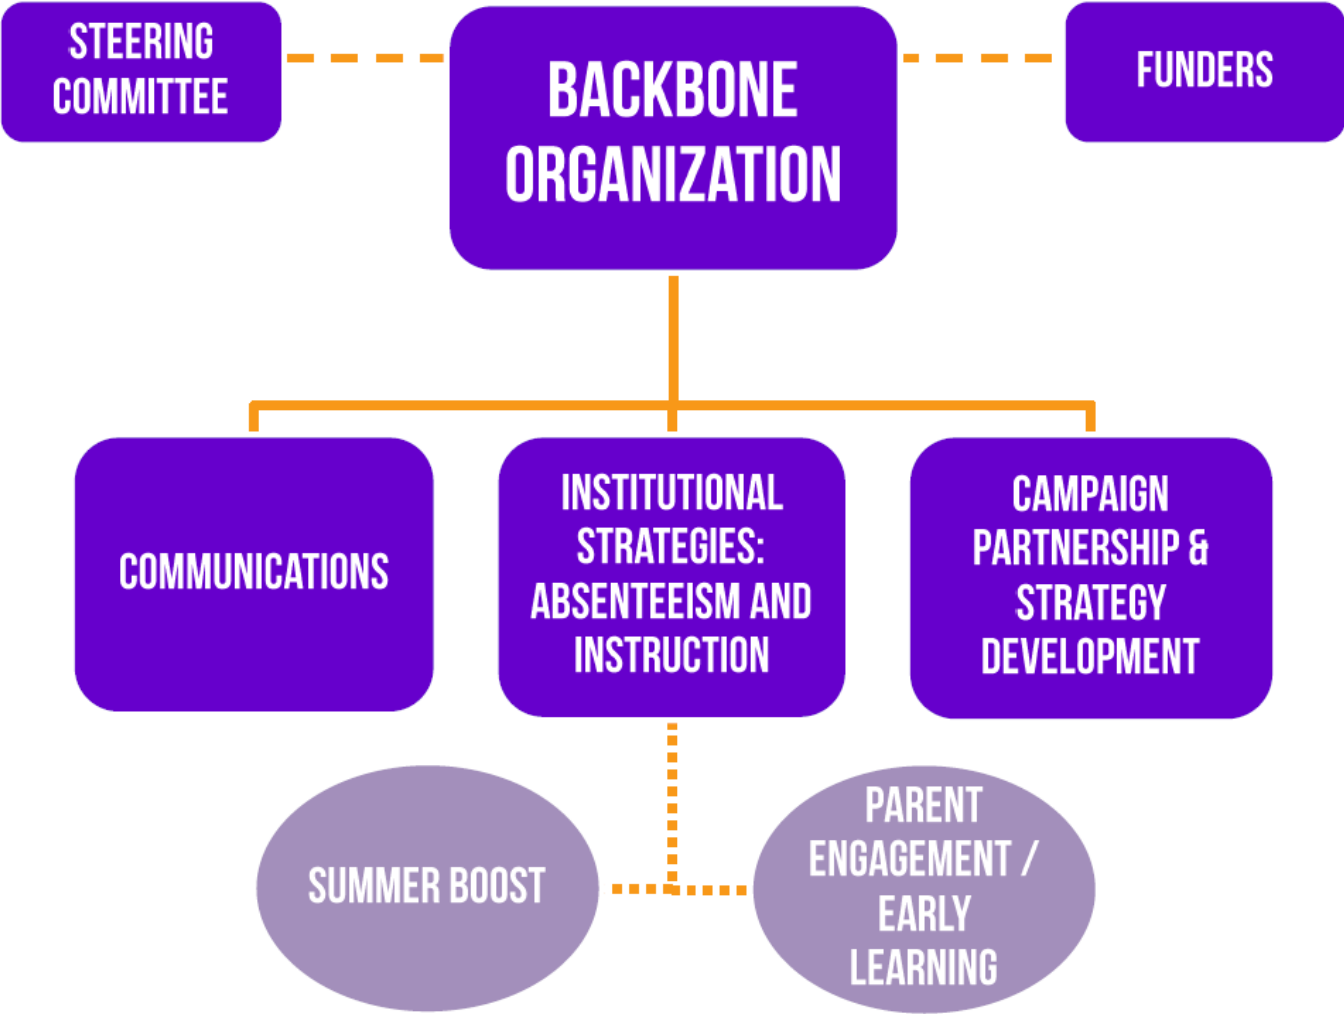 STEERING
COMMITTEE
BACKBONE
ORGANIZATION
FUNDERS
COMMUNICATIONS
INSTITUTIONAL
STRATEGIES:
ABSENTEEISM AND
INSTRUCTION
CAMPAIGN
PARTNERSHIP &
STRATEGY
DEVELOPMENT
SUMMER BOOST
PARENT
ENGAGEMENT /
EARLY
LEARNING